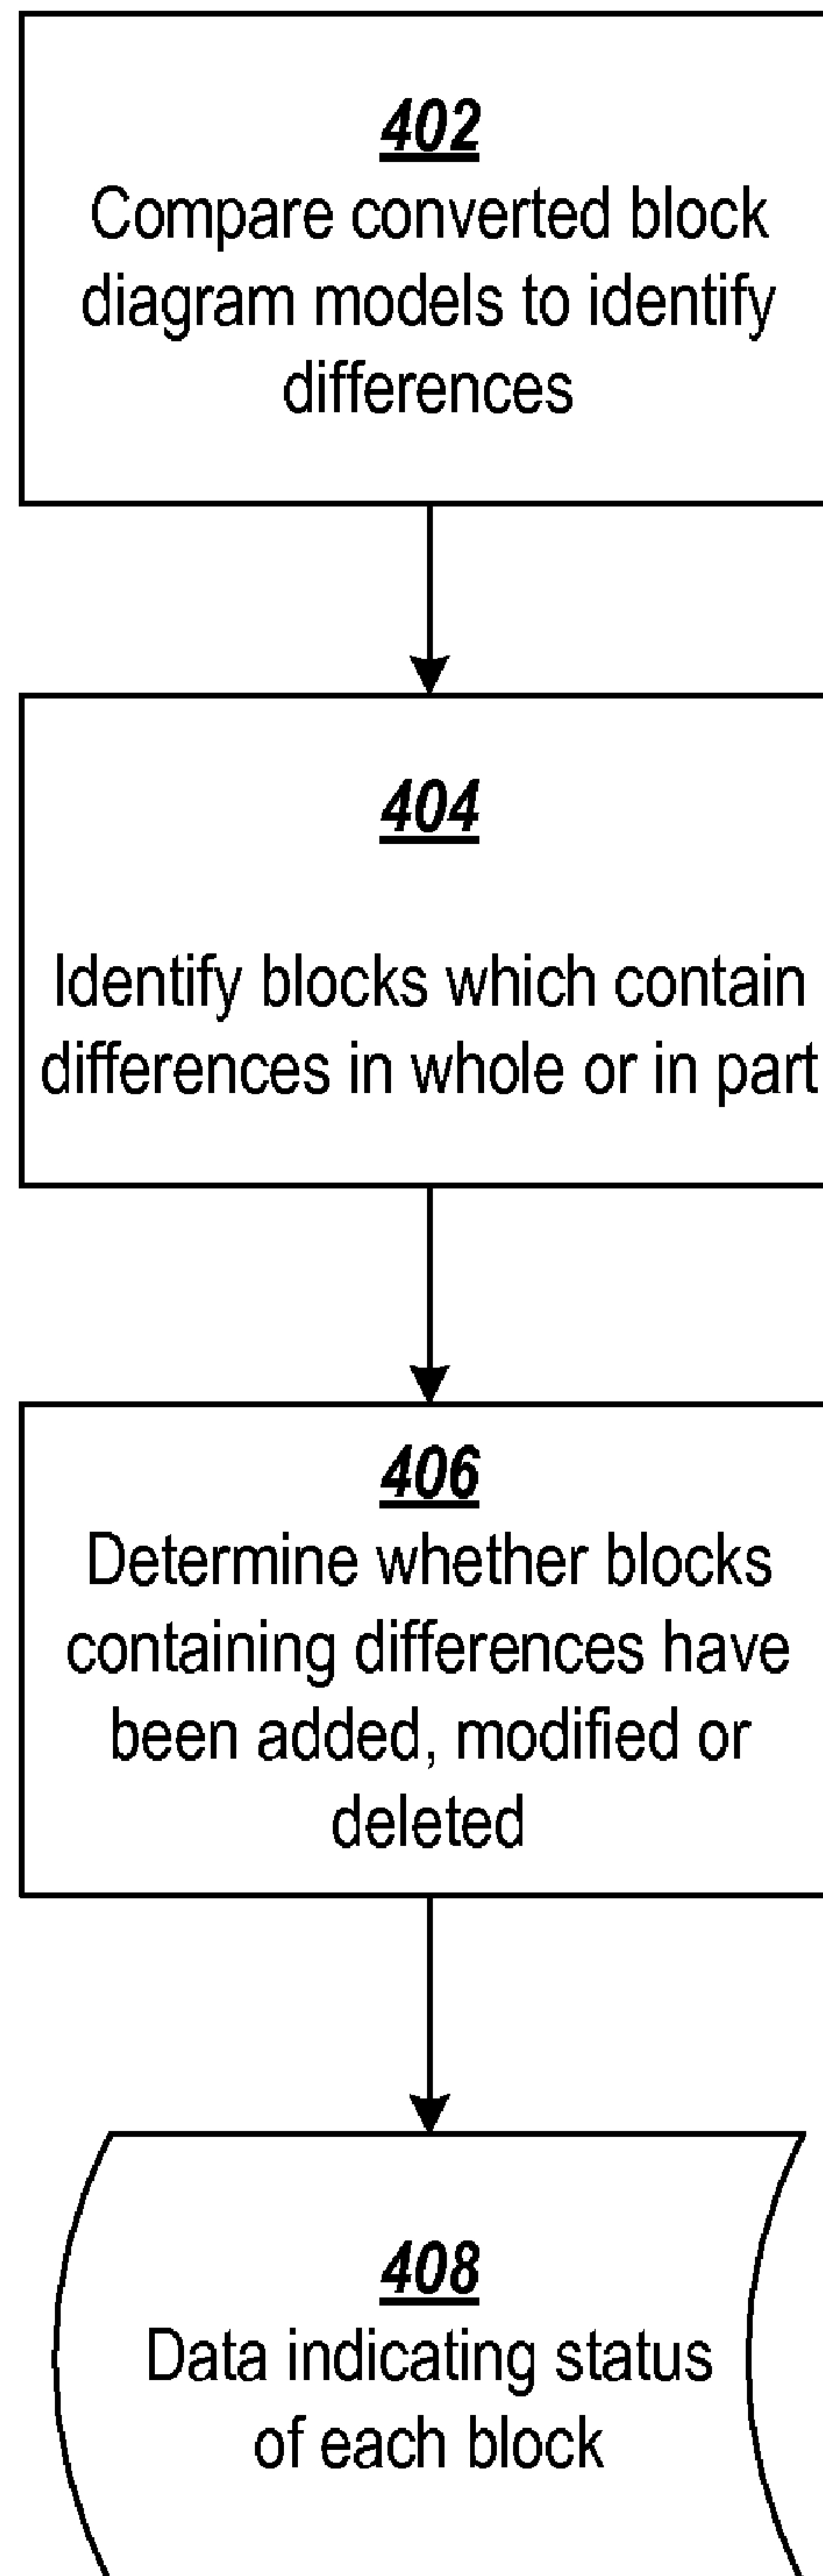 402
Compare converted block
diagram models to identify
differences
404
Identify blocks which contain
differences in whole or in part
406
Determine whether blocks
containing differences have
been added, modified or
deleted
408
Data indicating status
of each block